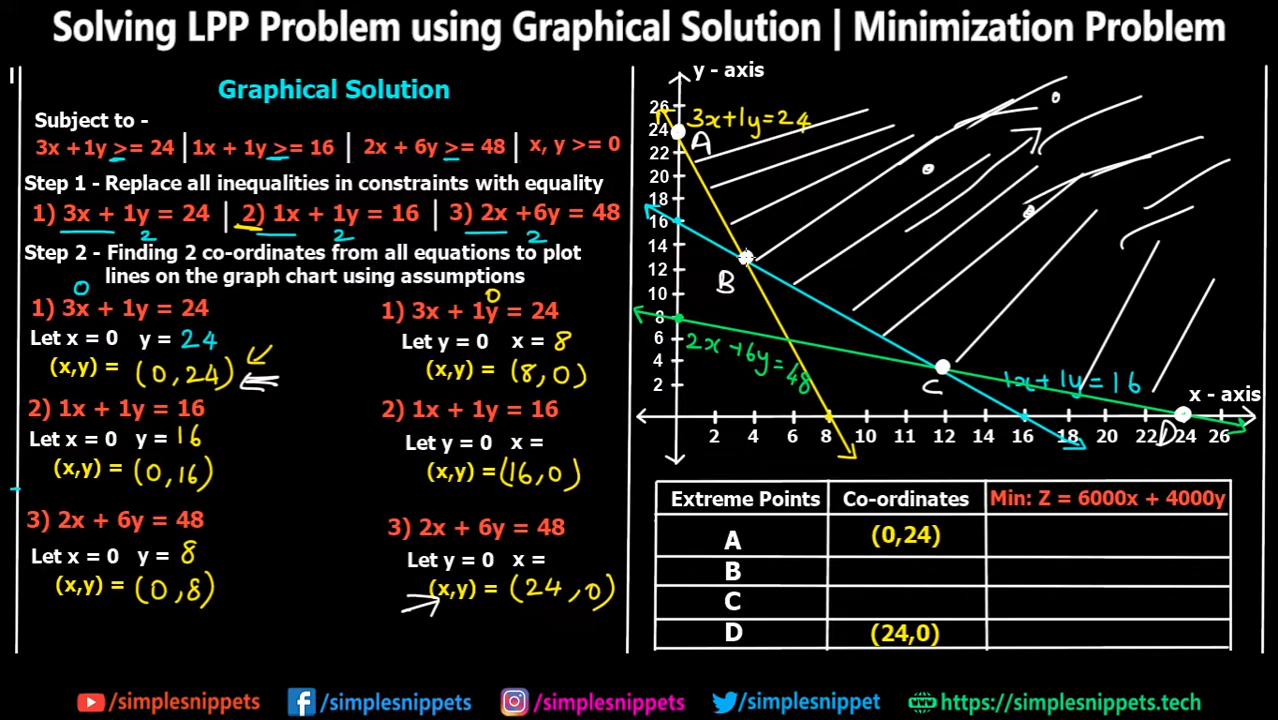 Solving LPP Problem using Graphical Solution | Minimization Problem
Graphical Solution
Subject to -
3x +1y >= 24 | 1x + 1y >= 16 | 2x + 6y >= 48 | x, y >= 0
Step 1 - Replace all inequalities in constraints with equality
1) 3x + 1y = 24 | 2) 1x + 1y = 16 | 3) 2x +6y = 48
2 2 2
Step 2 - Finding 2 co-ordinates from all equations to plot
lines on the graph chart using assumptions
0
1) 3x + 1y = 24
Let x = 0 y = 24
(x,y) = (0,24)
2) 1x + 1y = 16
Let x = 0 y = 16
(x,y) = (0,16)
3) 2x + 6y = 48
Let x = 0 y = 8
(x,y) = (0,8)
0
1) 3x + 1y = 24
Let y = 0 x = 8
(x,y) = (8,0)
2) 1x + 1y = 16
Let y = 0 x =
(x,y) = (16,0)
3) 2x + 6y = 48
Let y = 0 x =
(x,y) = (24,0)
y - axis
26
24
22
20
18
16
14
12
10
8
6
4
2
3x+1y=24
A
B
2x+6y=48
C
1x+1y=16
x - axis
D
2 4 6 8 10 11 12 14 16 18 20 22 24 26
Extreme Points Co-ordinates Min: Z = 6000x + 4000y
A (0,24)
B
C
D (24,0)
/simplesnippets /simplesnippets /simplesnippets /simplesnippets https://simplesnippets.tech